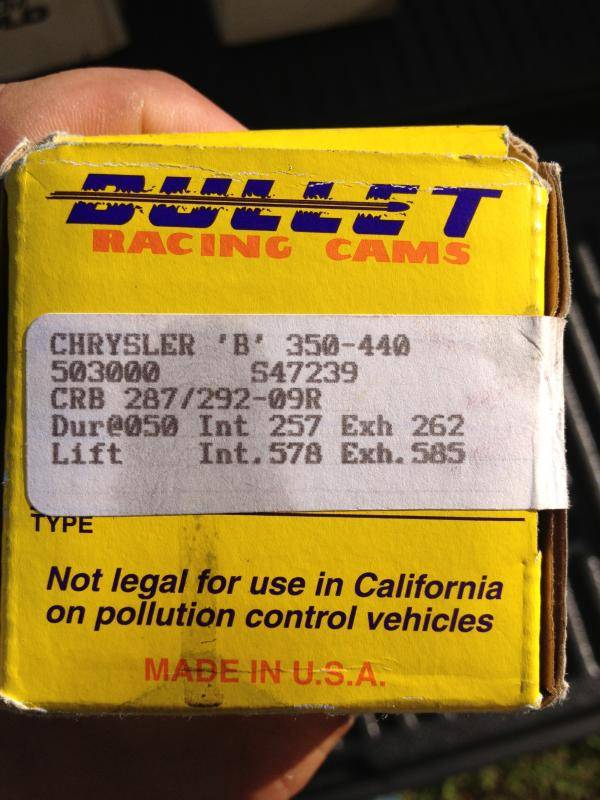 BULLET
RACING CAMS
CHRYSLER 'B' 350-440
503000 S47239
CRB 287/292-09R
Dur@050 Int 257 Exh 262
Lift Int.578 Exh.585
TYPE
Not legal for use in California
on pollution control vehicles
MADE IN U.S.A.